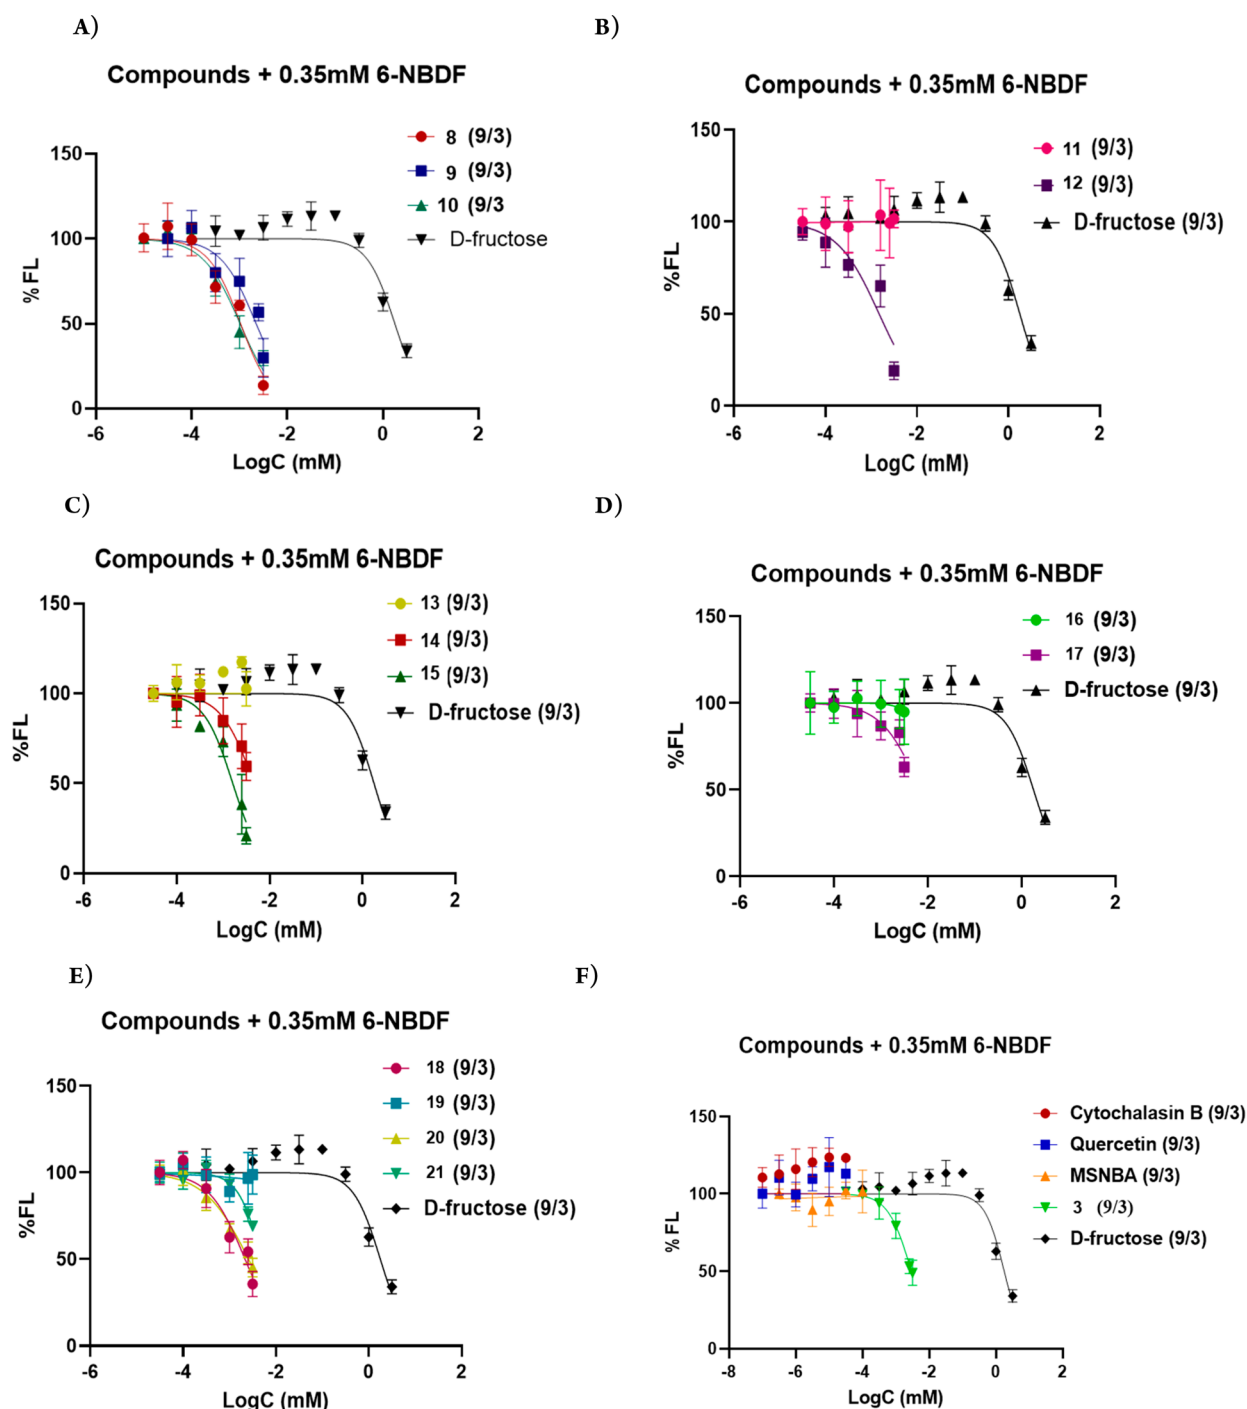 A)
Compounds + 0.35mM 6-NBDF
8 (9/3)
9 (9/3)
10 (9/3
D-fructose
150
100
50
0
%FL
-6 -4 -2 0 2
LogC (mM)
B)
Compounds + 0.35mM 6-NBDF
11 (9/3)
12 (9/3)
D-fructose (9/3)
150
100
50
0
%FL
-6 -4 -2 0 2
LogC (mM)
C)
Compounds + 0.35mM 6-NBDF
13 (9/3)
14 (9/3)
15 (9/3)
D-fructose (9/3)
150
100
50
0
%FL
-6 -4 -2 0 2
LogC (mM)
D)
Compounds + 0.35mM 6-NBDF
16 (9/3)
17 (9/3)
D-fructose (9/3)
150
100
50
0
%FL
-6 -4 -2 0 2
LogC (mM)
E)
Compounds + 0.35mM 6-NBDF
18 (9/3)
19 (9/3)
20 (9/3)
21 (9/3)
D-fructose (9/3)
150
100
50
0
%FL
-6 -4 -2 0 2
LogC (mM)
F)
Compounds + 0.35mM 6-NBDF
Cytochalasin B (9/3)
Quercetin (9/3)
MSNBA (9/3)
3 (9/3)
D-fructose (9/3)
150
100
50
0
% FL
-8 -6 -4 -2 0 2
LogC (mM)